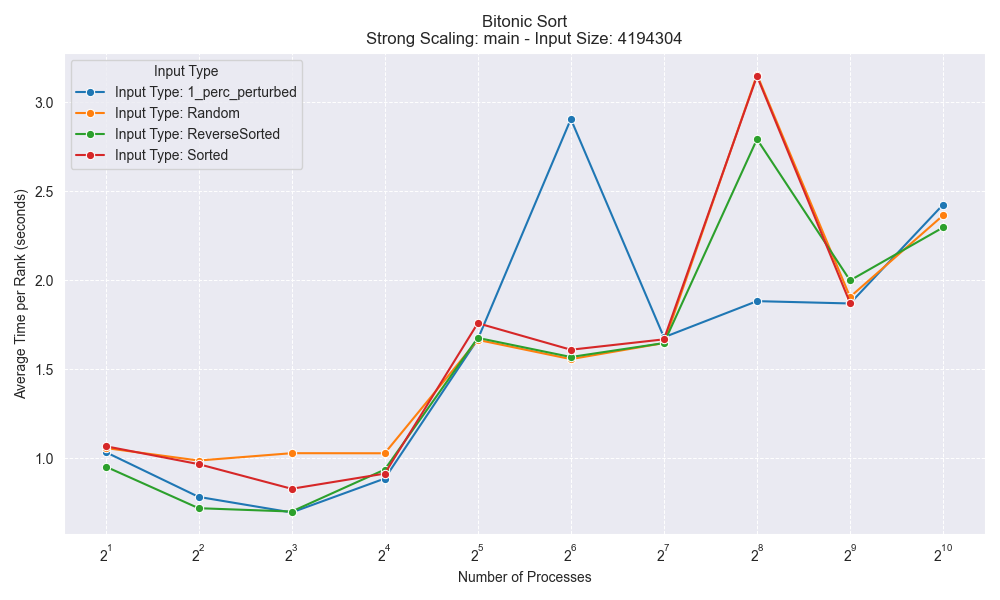 Bitonic Sort
Strong Scaling: main - Input Size: 4194304
Input Type
Input Type: 1_perc_perturbed
Input Type: Random
Input Type: ReverseSorted
Input Type: Sorted
Average Time per Rank (seconds)
3.0
2.5
2.0
1.5
1.0
2^1 2^2 2^3 2^4 2^5 2^6 2^7 2^8 2^9 2^10
Number of Processes